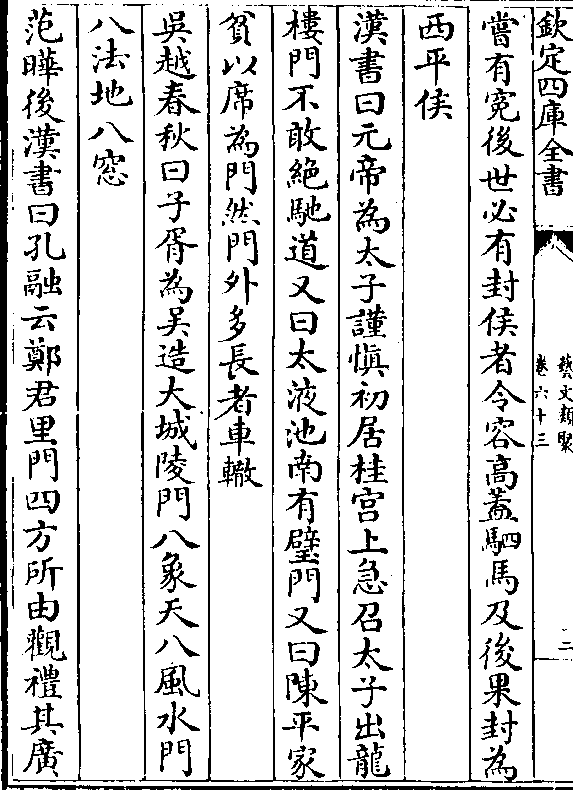 欽定四庫全書
藝文類聚
卷六十三
三
嘗有寃後世必有封侯者令容高葢駟馬及後果封為
西平侯
漢書曰元帝為太子謹愼初居桂宮上急召太子出龍
樓門不敢絶馳道又曰太液池南有璧門又曰陳平家
貧以席為門然門外多長者車轍
吳越春秋曰子胥為吳造大城陵門八象天八風水門
八法地八窓
范曄後漢書曰孔融云鄭君里門四方所由觀禮其廣